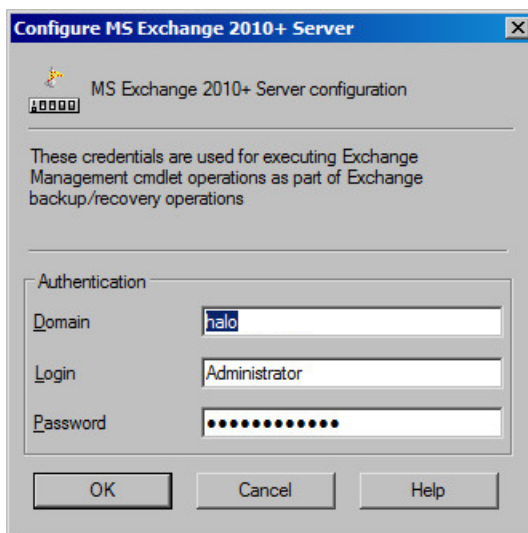 Configure MS Exchange 2010+ Server
MS Exchange 2010+ Server configuration
These credentials are used for executing Exchange
Management cmdlet operations as part of Exchange
backup/recovery operations
Authentication
Domain
halo
Login
Administrator
Password
●●●●●●●●●●●●
OK
Cancel
Help